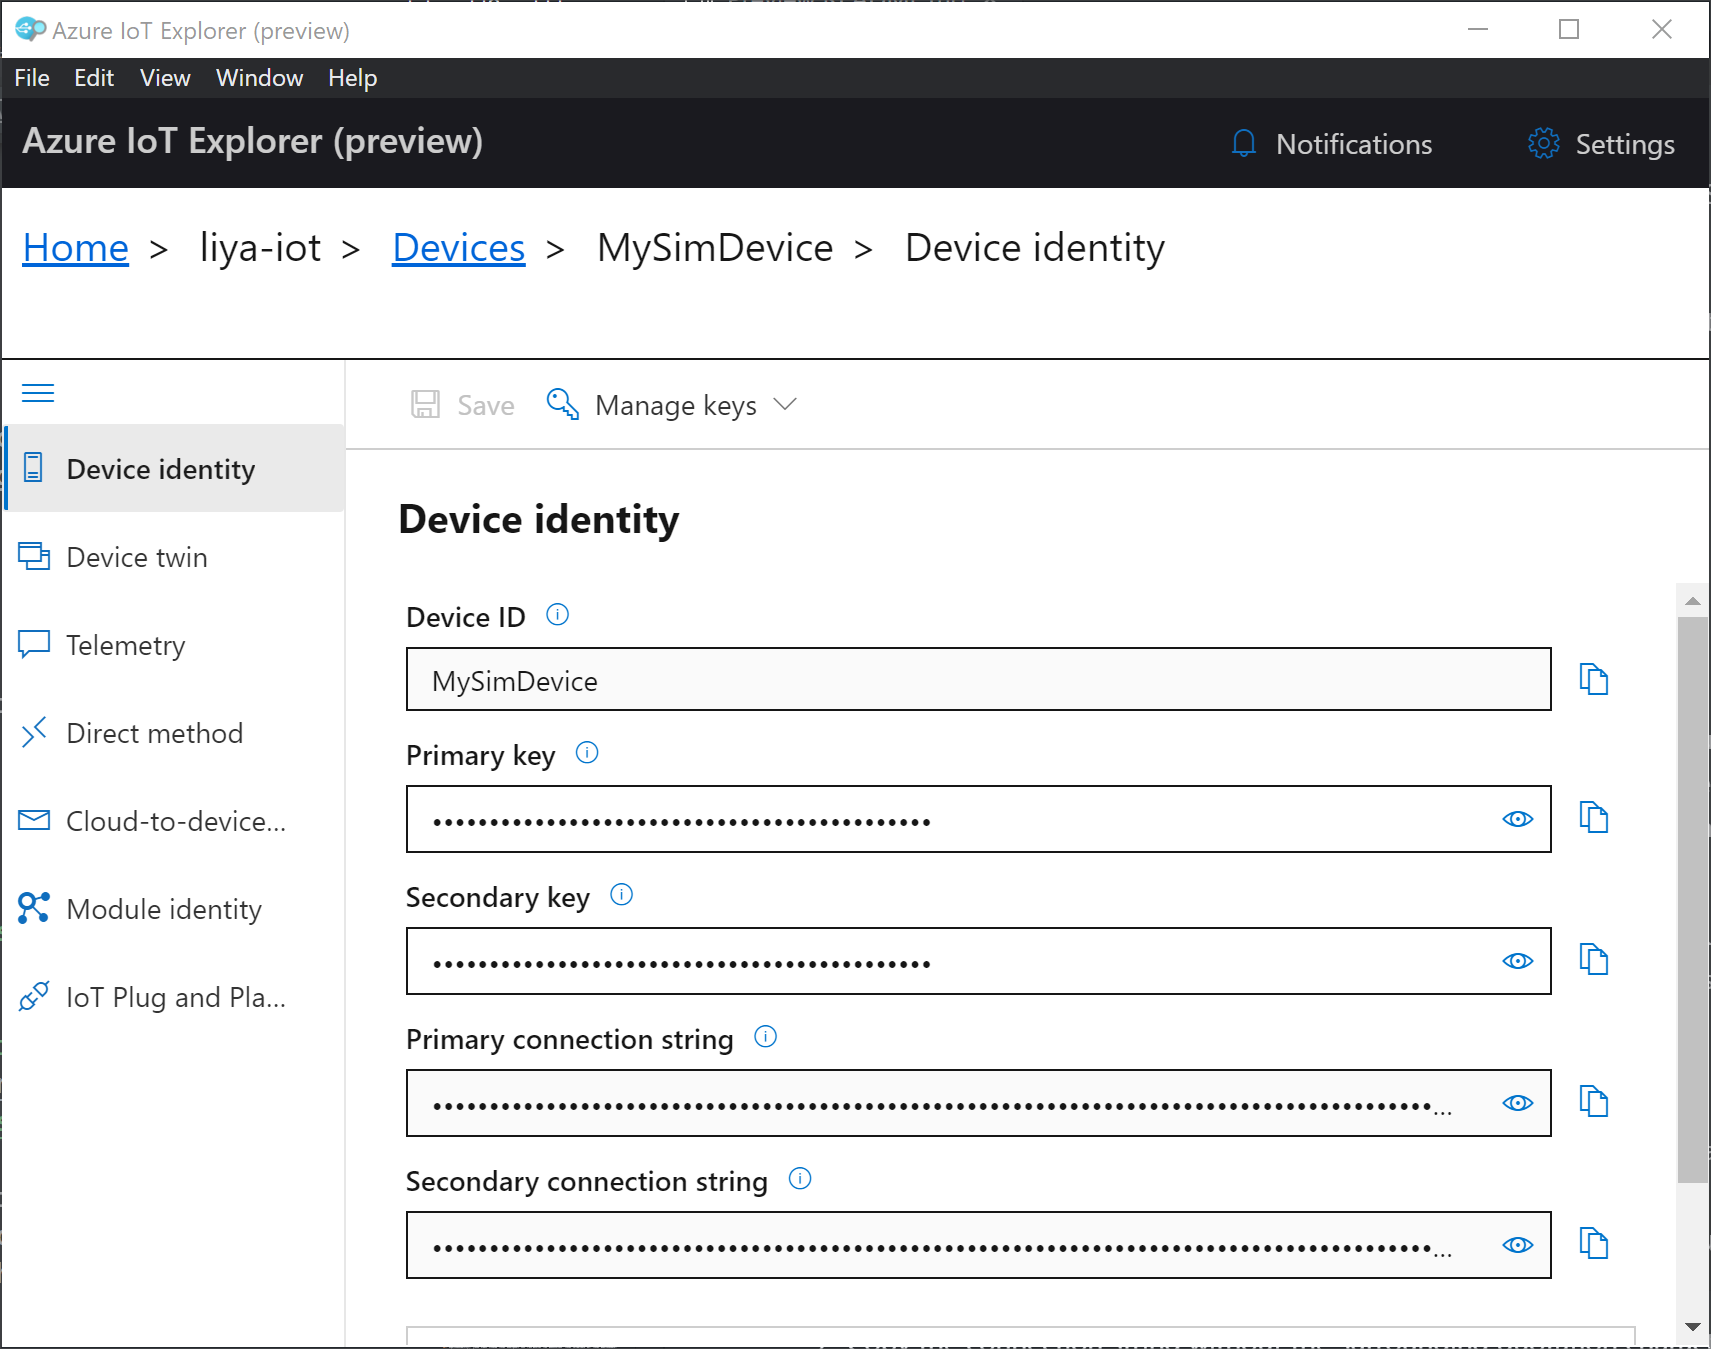 Azure IoT Explorer (preview)
File Edit View Window Help
Azure IoT Explorer (preview)
Notifications
Settings
Home > liya-iot > Devices > MySimDevice > Device identity
Save
Manage keys
Device identity
Device twin
Telemetry
Direct method
Cloud-to-device...
Module identity
IoT Plug and Pla...
Device identity
Device ID
MySimDevice
Primary key
••••••••••••••••••••••••••••••••••••••••••••
Secondary key
••••••••••••••••••••••••••••••••••••••••••••
Primary connection string
••••••••••••••••••••••••••••••••••••••••••••••••••••••••••••••••••••••••••••••••••••••••...
Secondary connection string
••••••••••••••••••••••••••••••••••••••••••••••••••••••••••••••••••••••••••••••••••••••••...